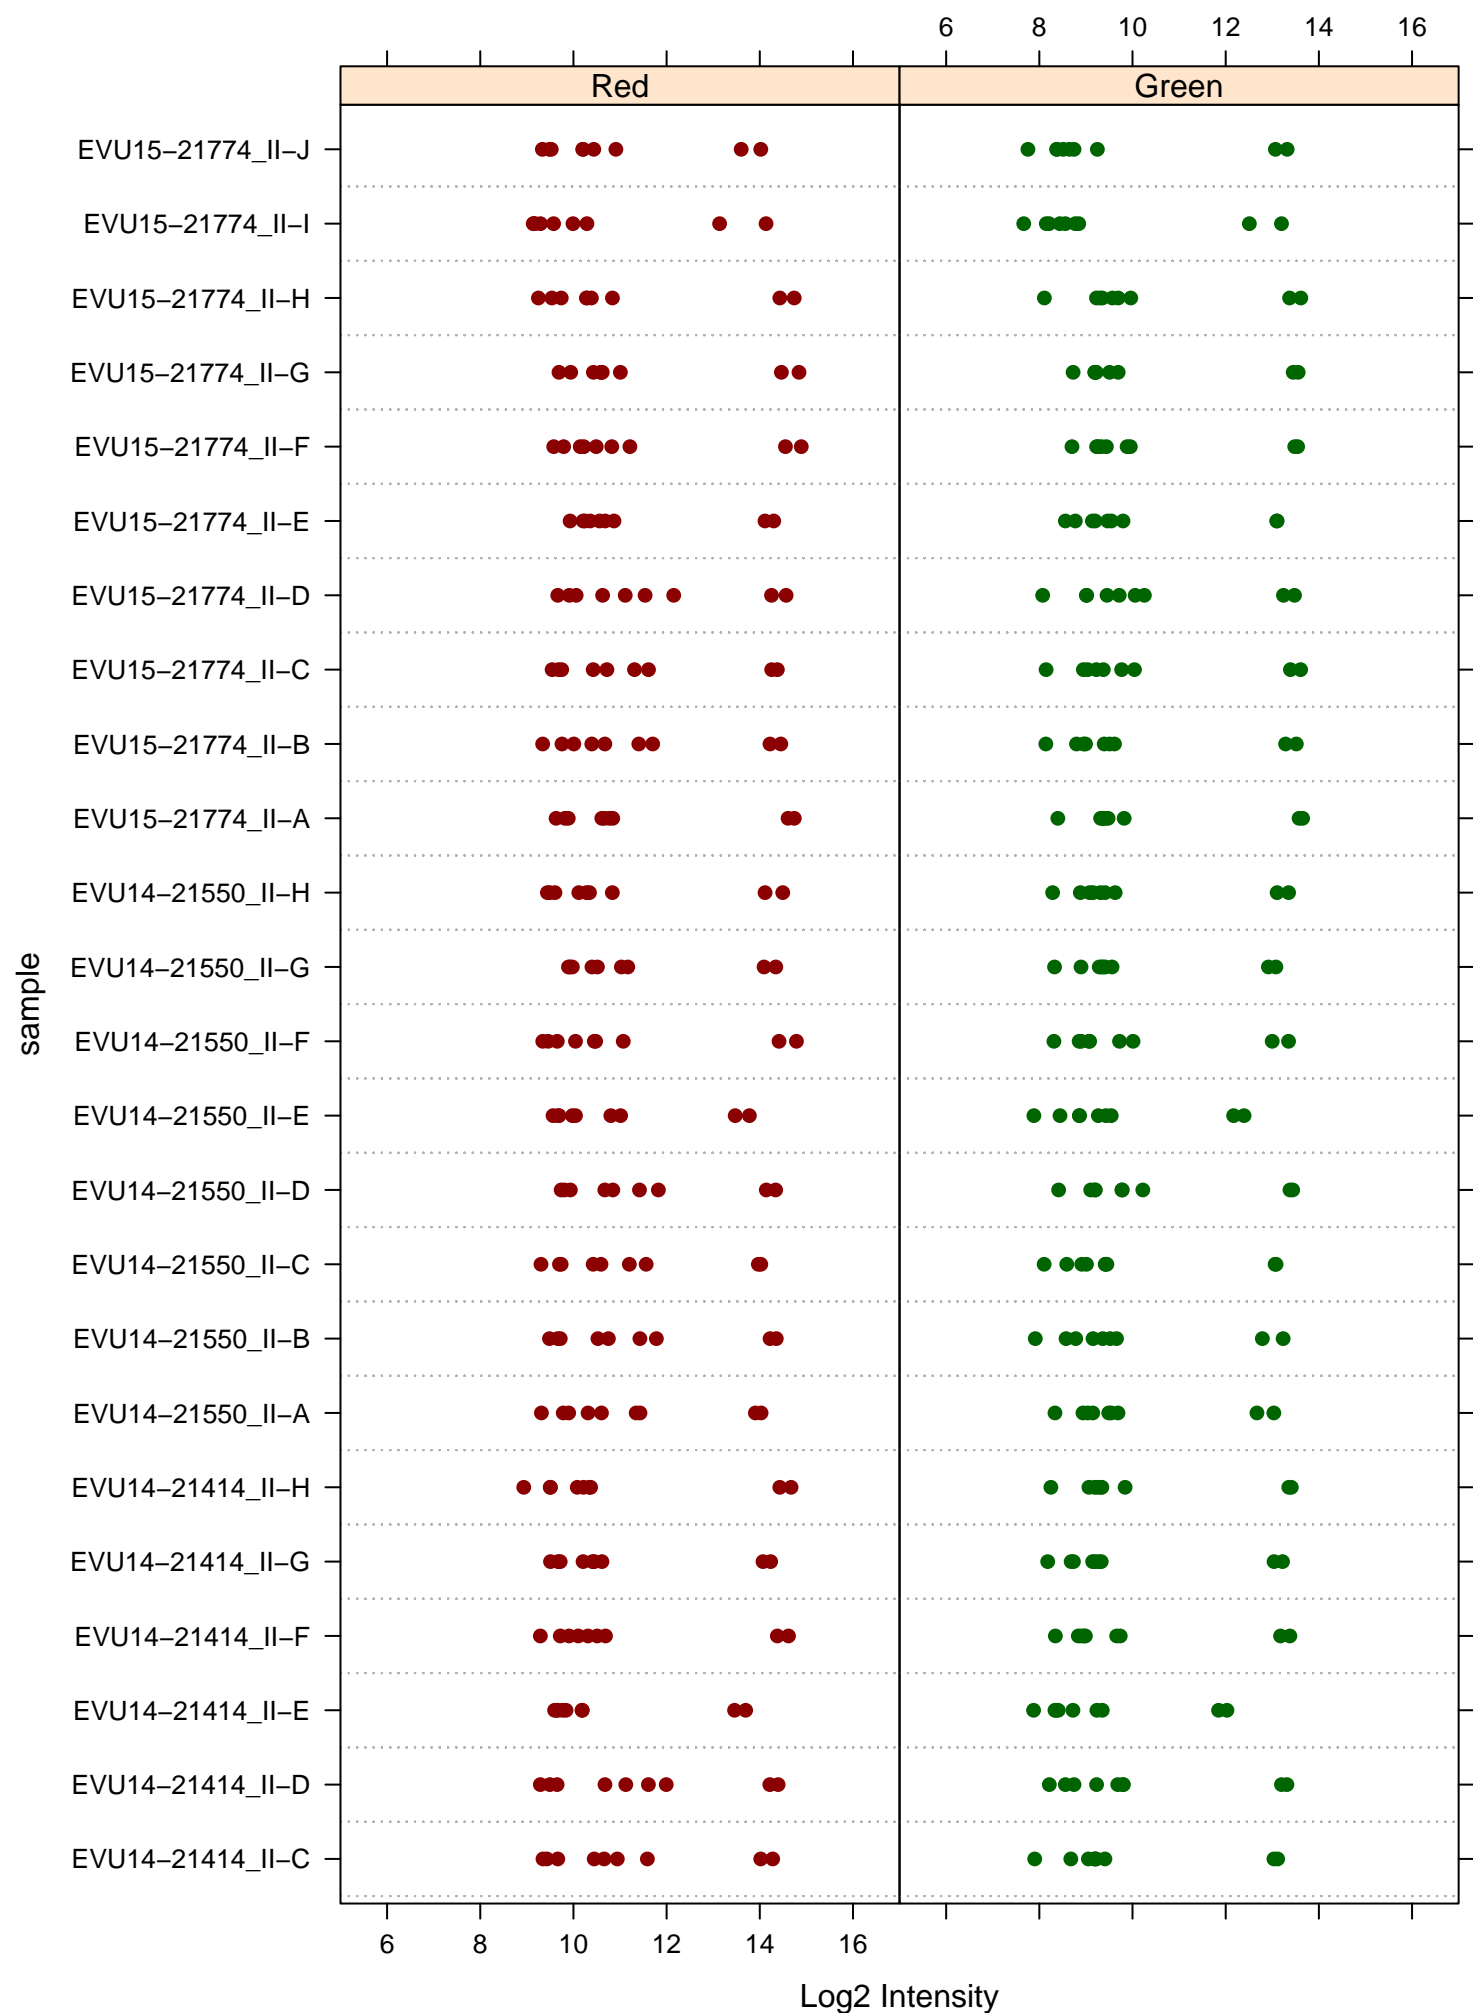 6 8 10 12 14 16
Red Green
EVU15−21774_II−J
EVU15−21774_II−I
EVU15−21774_II−H
EVU15−21774_II−G
EVU15−21774_II−F
EVU15−21774_II−E
EVU15−21774_II−D
EVU15−21774_II−C
EVU15−21774_II−B
EVU15−21774_II−A
EVU14−21550_II−H
EVU14−21550_II−G
EVU14−21550_II−F
EVU14−21550_II−E
EVU14−21550_II−D
EVU14−21550_II−C
EVU14−21550_II−B
EVU14−21550_II−A
EVU14−21414_II−H
EVU14−21414_II−G
EVU14−21414_II−F
EVU14−21414_II−E
EVU14−21414_II−D
EVU14−21414_II−C
sample
6 8 10 12 14 16
Log2 Intensity